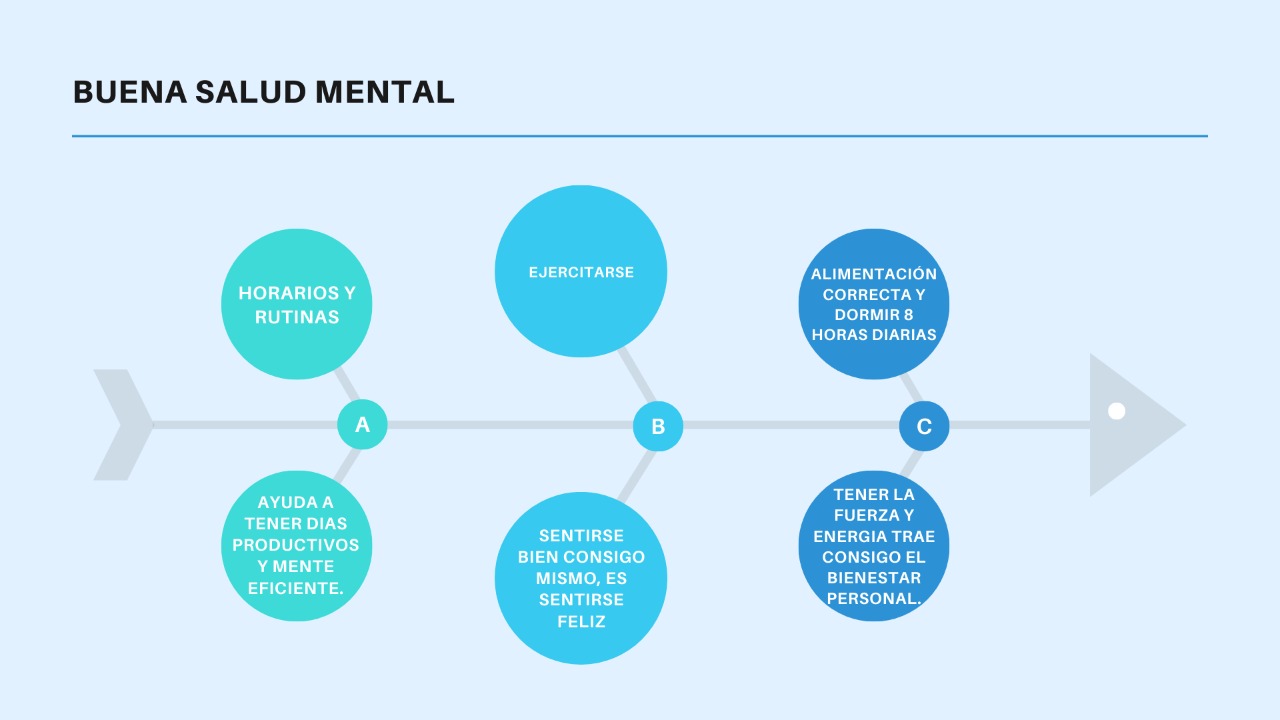 BUENA SALUD MENTAL
HORARIOS Y
RUTINAS
EJERCITARSE
ALIMENTACIÓN
CORRECTA Y
DORMIR 8
HORAS DIARIAS
A
B
C
AYUDA A
TENER DIAS
PRODUCTIVOS
Y MENTE
EFICIENTE.
SENTIRSE
BIEN CONSIGO
MISMO, ES
SENTIRSE
FELIZ
TENER LA
FUERZA Y
ENERGIA TRAE
CONSIGO EL
BIENESTAR
PERSONAL.